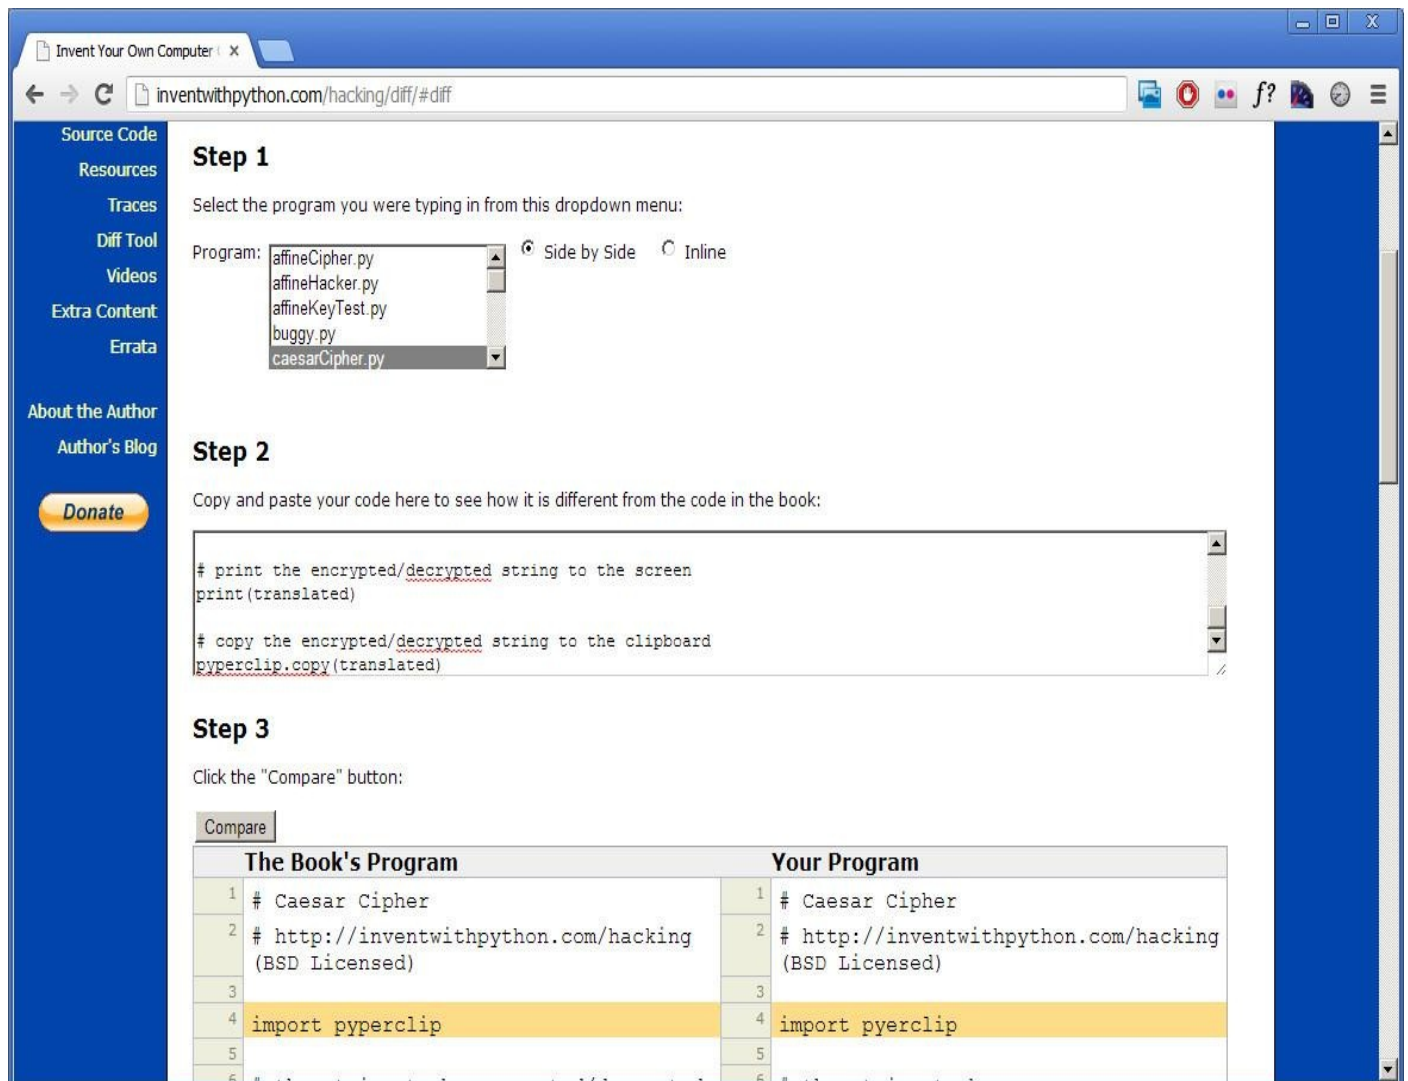 Invent Your Own Computer
inventwithpython.com/hacking/diff/#diff
f?
Source Code
Resources
Traces
Diff Tool
Videos
Extra Content
Errata
About the Author
Author's Blog
Donate
Step 1
Select the program you were typing in from this dropdown menu:
Program:
affineCipher.py
affineHacker.py
affineKeyTest.py
buggy.py
caesarCipher.py
Side by Side
Inline
Step 2
Copy and paste your code here to see how it is different from the code in the book:
# print the encrypted/decrypted string to the screen
print(translated)
# copy the encrypted/decrypted string to the clipboard
pyperclip.copy(translated)
Step 3
Click the "Compare" button:
Compare
The Book's Program Your Program
1 # Caesar Cipher 1 # Caesar Cipher
2 # http://inventwithpython.com/hacking 2 # http://inventwithpython.com/hacking
(BSD Licensed) (BSD Licensed)
3 3
4 import pyperclip 4 import pyerclip
5 5